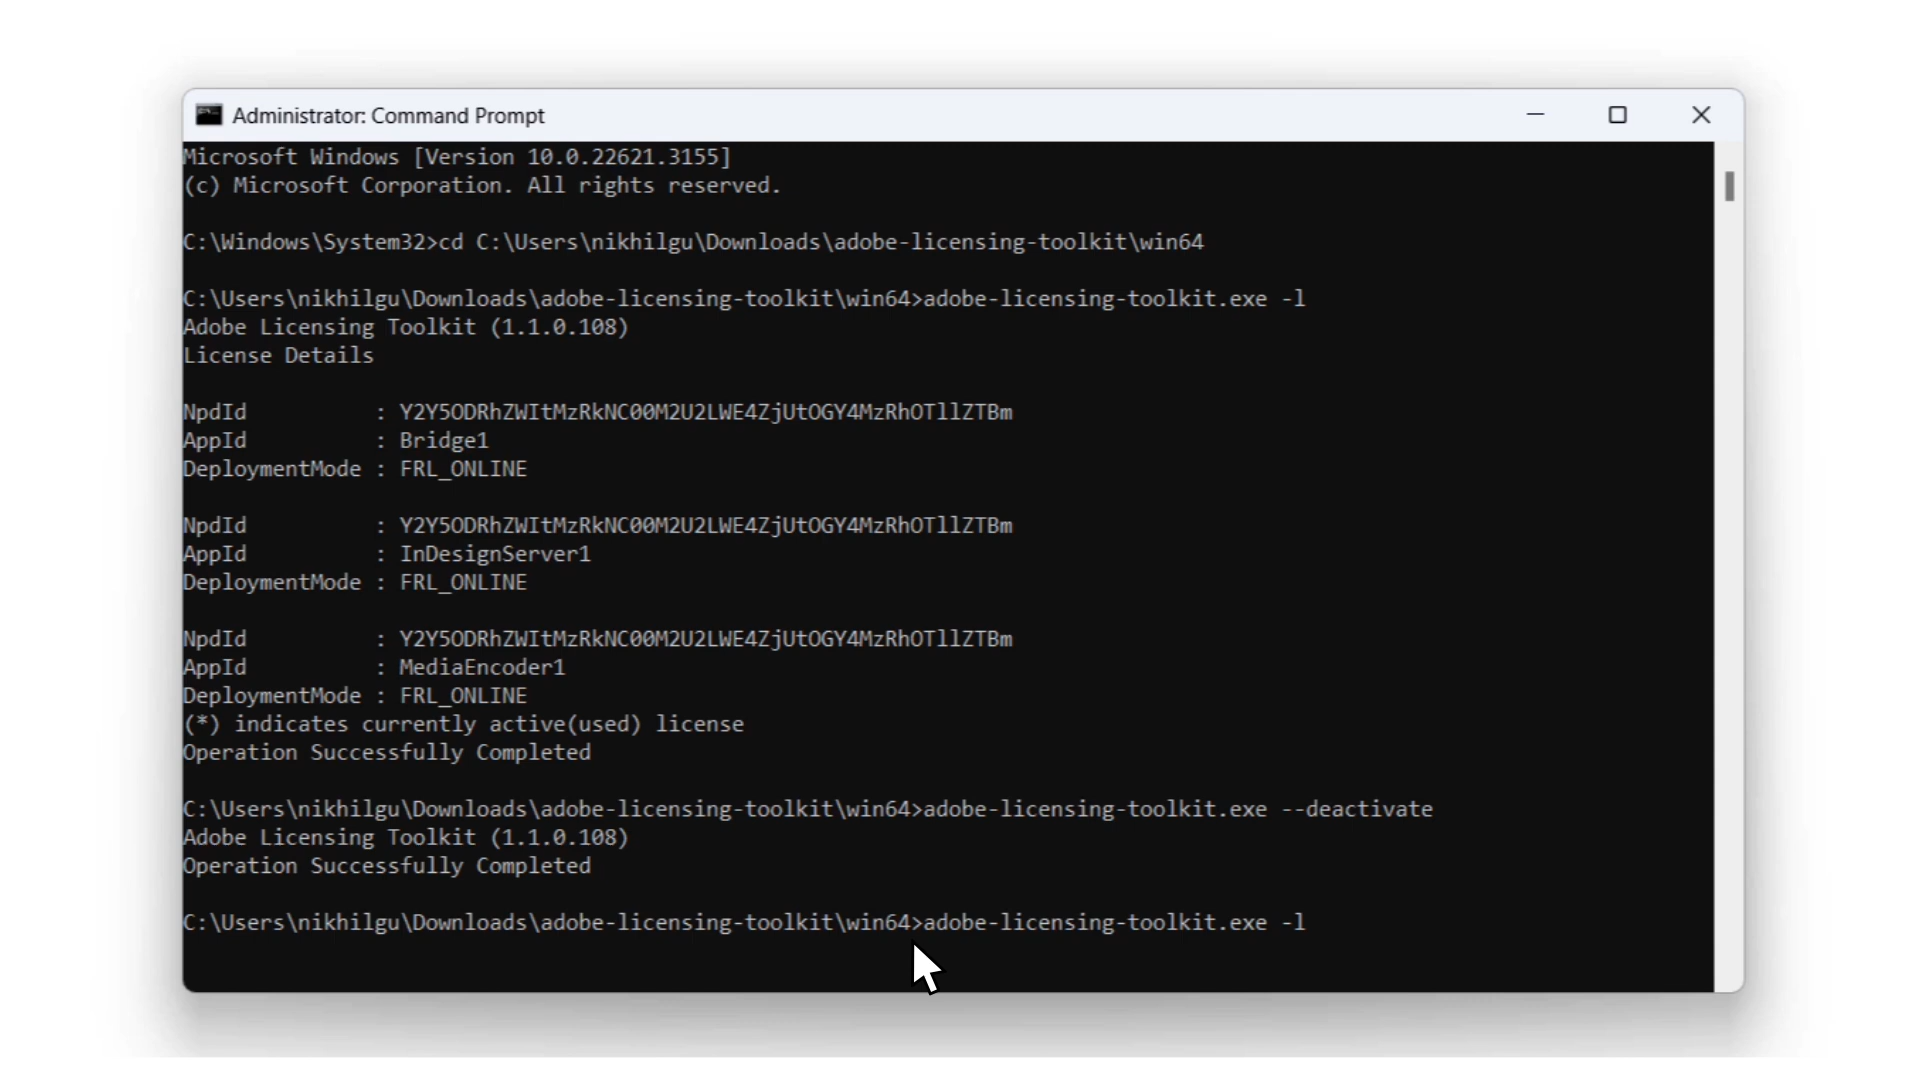 Administrator: Command Prompt
Microsoft Windows [Version 10.0.22621.3155]
(c) Microsoft Corporation. All rights reserved.
C:\Windows\System32>cd C:\Users\nikhilgu\Downloads\adobe-licensing-toolkit\win64
C:\Users\nikhilgu\Downloads\adobe-licensing-toolkit\win64>adobe-licensing-toolkit.exe -l
Adobe Licensing Toolkit (1.1.0.108)
License Details
NpdId : Y2Y5ODRhZWItMzRkNC00M2U2LWE4ZjUtOGY4MzRhOTllZTBm
AppId : Bridge1
DeploymentMode : FRL_ONLINE
NpdId : Y2Y5ODRhZWItMzRkNC00M2U2LWE4ZjUtOGY4MzRhOTllZTBm
AppId : InDesignServer1
DeploymentMode : FRL_ONLINE
NpdId : Y2Y5ODRhZWItMzRkNC00M2U2LWE4ZjUtOGY4MzRhOTllZTBm
AppId : MediaEncoder1
DeploymentMode : FRL_ONLINE
(*) indicates currently active(used) license
Operation Successfully Completed
C:\Users\nikhilgu\Downloads\adobe-licensing-toolkit\win64>adobe-licensing-toolkit.exe --deactivate
Adobe Licensing Toolkit (1.1.0.108)
Operation Successfully Completed
C:\Users\nikhilgu\Downloads\adobe-licensing-toolkit\win64>adobe-licensing-toolkit.exe -l